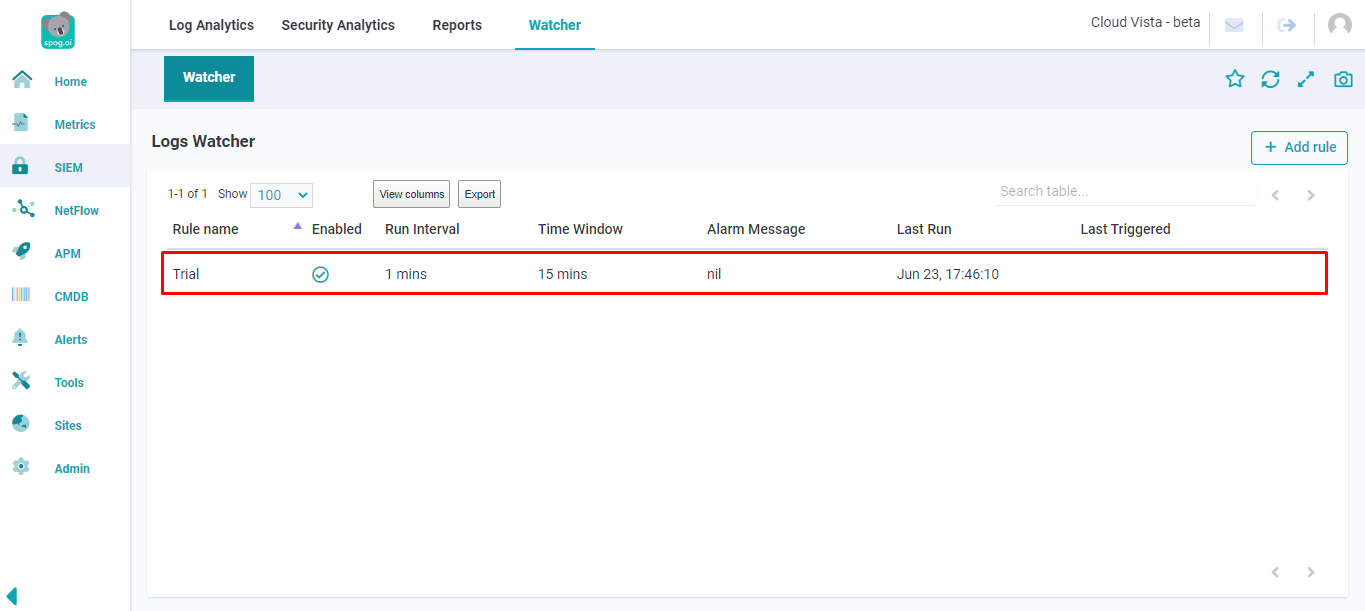 spog.ai
Log Analytics Security Analytics Reports Watcher
Cloud Vista - beta
Home
Metrics
SIEM
NetFlow
APM
CMDB
Alerts
Tools
Sites
Admin
Watcher
Logs Watcher
+ Add rule
1-1 of 1 Show 100 View columns Export Search table...
Rule name Enabled Run Interval Time Window Alarm Message Last Run Last Triggered
Trial 1 mins 15 mins nil Jun 23, 17:46:10